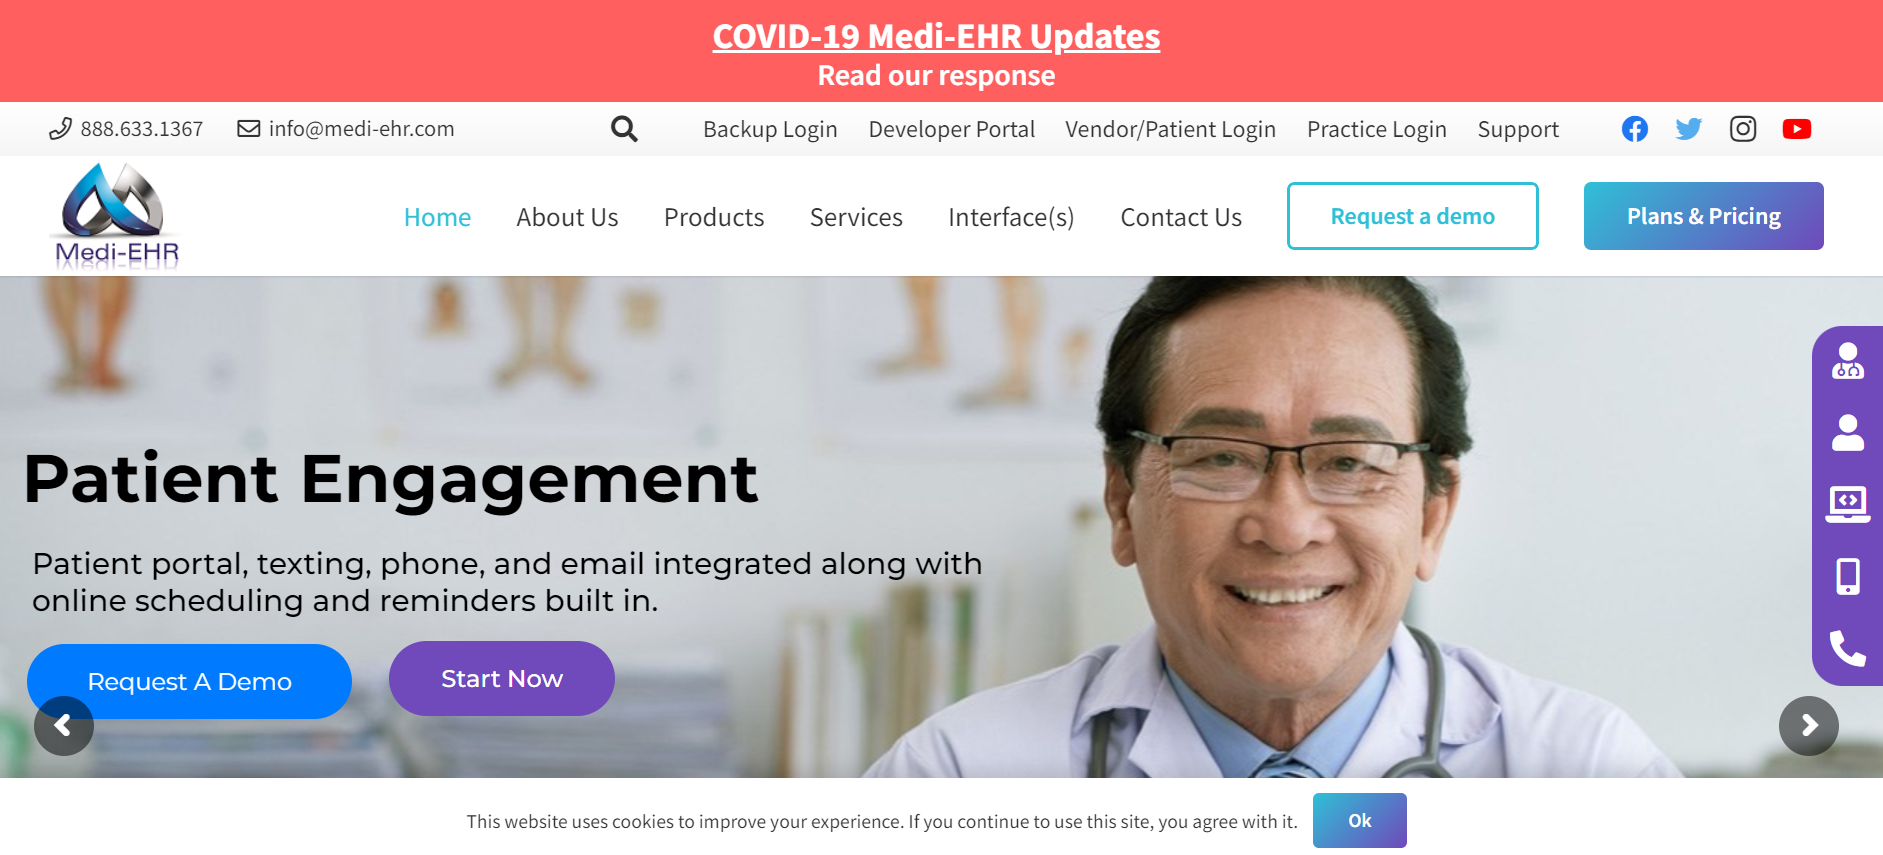 COVID-19 Medi-EHR Updates
Read our response
888.633.1367 info@medi-ehr.com Backup Login Developer Portal Vendor/Patient Login Practice Login Support
Medi-EHR
Home About Us Products Services Interface(s) Contact Us Request a demo Plans & Pricing
Patient Engagement
Patient portal, texting, phone, and email integrated along with
online scheduling and reminders built in.
Request A Demo Start Now
This website uses cookies to improve your experience. If you continue to use this site, you agree with it. Ok